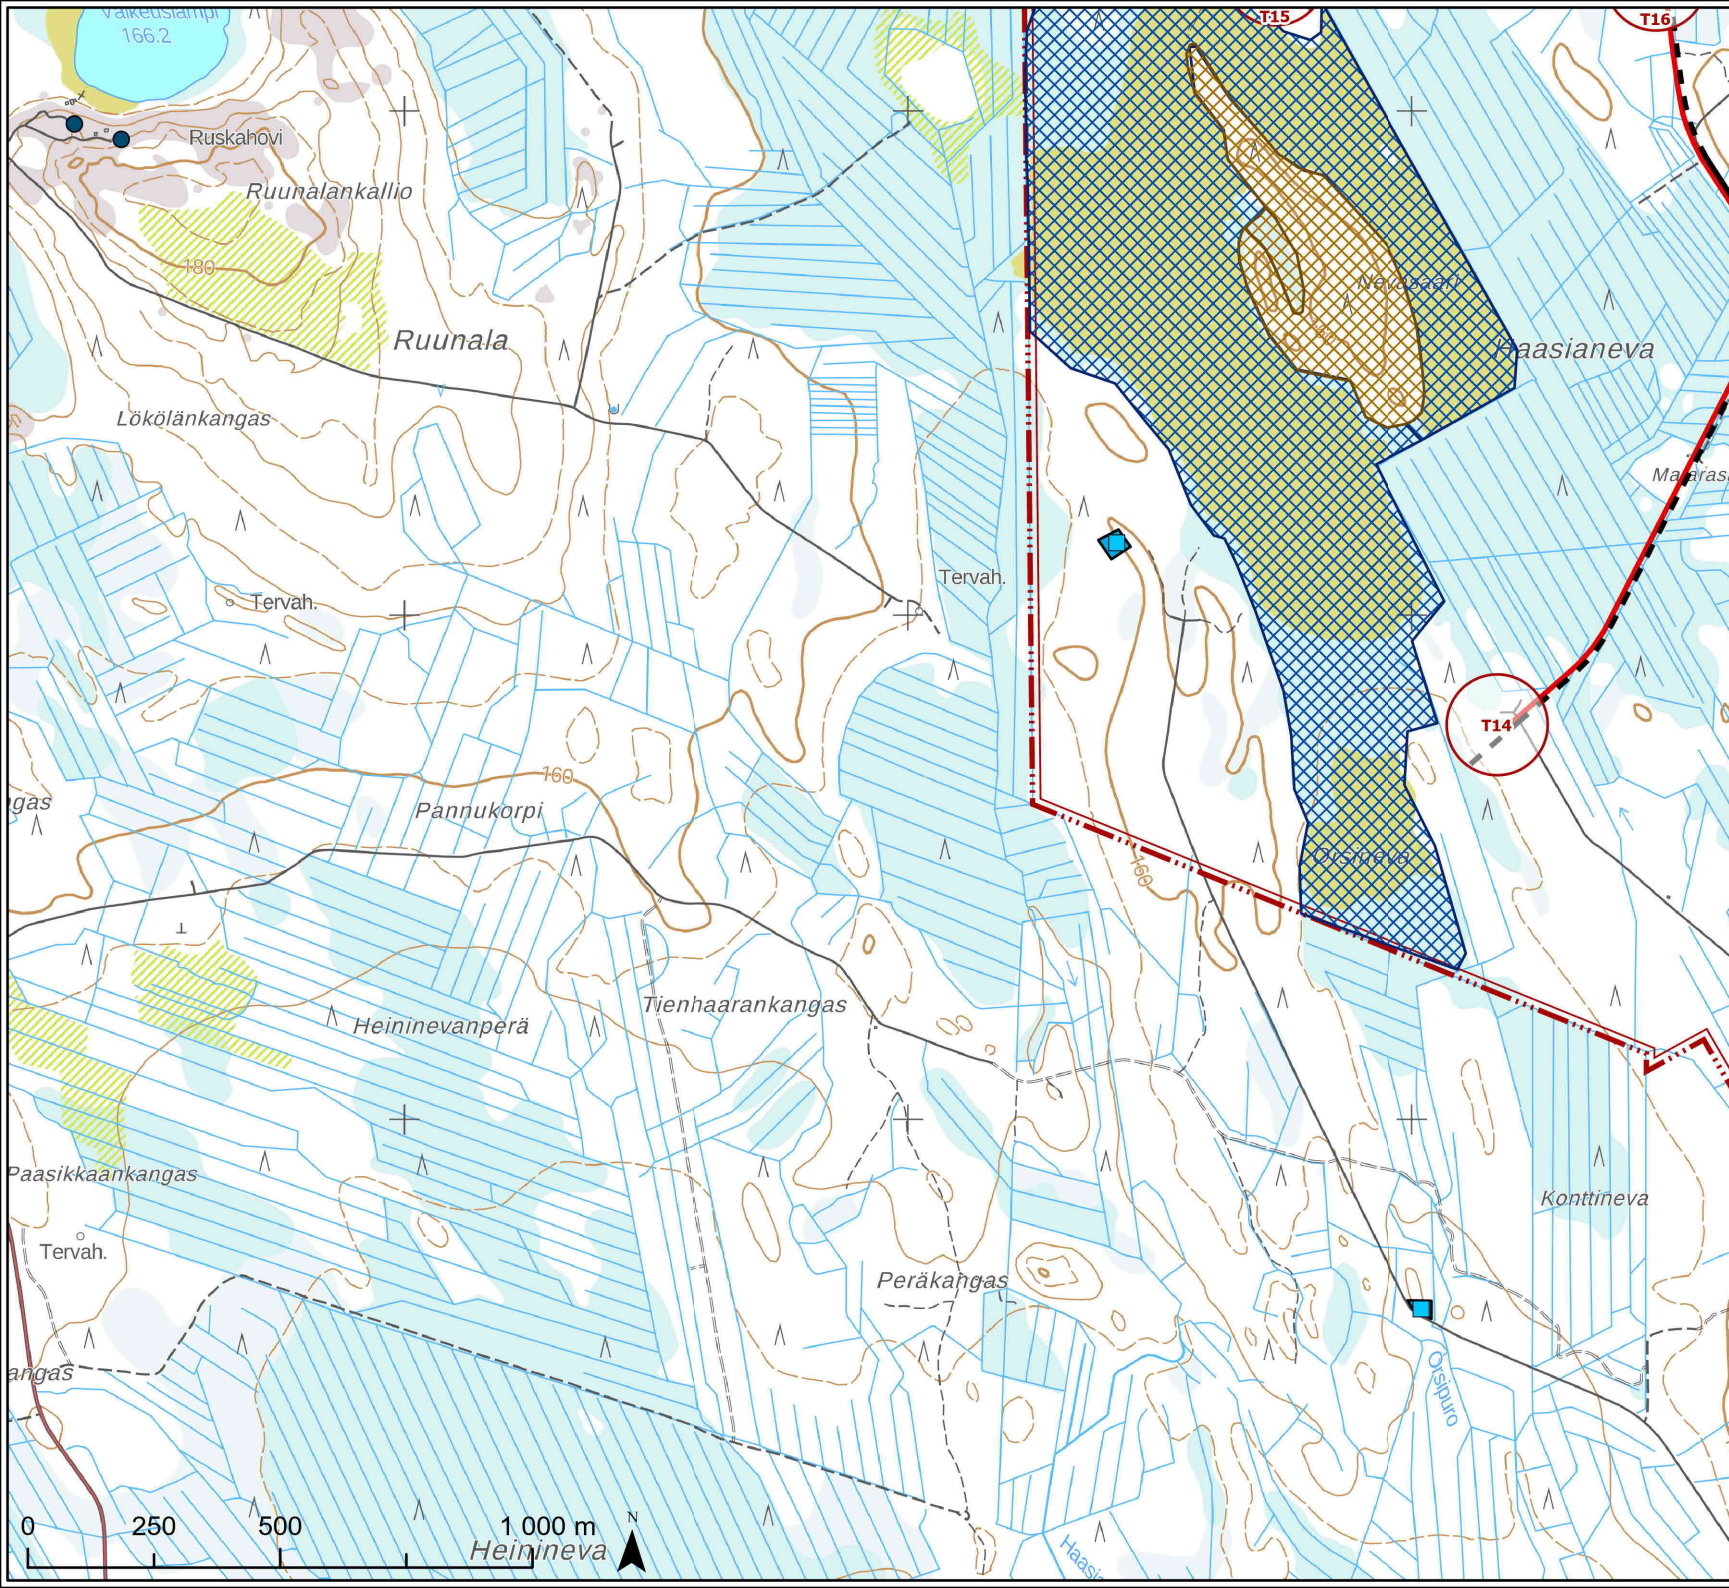 Valkeuslampi
166.2
T15
T16
Ruskahovi
Ruunalankallio
180
Nevasaari
Ruunala
Haasianeva
Lökölänkangas
Tervah.
Tervah.
T14
160
ngas
Pannukorpi
Orsineva
160
Tienhaarankangas
Heininevanperä
Paasikkaankangas
Konttineva
Tervah.
Peräkangas
angas
Orsipuro
0 250 500 1 000 m
N
Heinineva